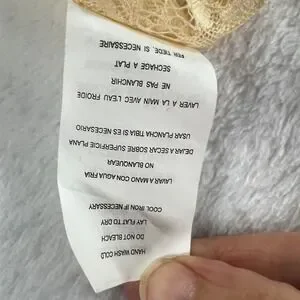 HAND WASH COLD
DO NOT BLEACH
LAY FLAT TO DRY
COOL IRON IF NECESSARY
LAVAR A MANO CON AGUA FRIA
NO BLANQUEAR
DEJAR A SECAR SOBRE SUPERFICIE PLANA
USAR PLANCHA TIBIA SI ES NECESARIO
LAVER A LA MAIN AVEC L'EAU FROIDE
NE PAS BLANCHIR
SECHAGE A PLAT
FER TIEDE, SI NECESSAIRE